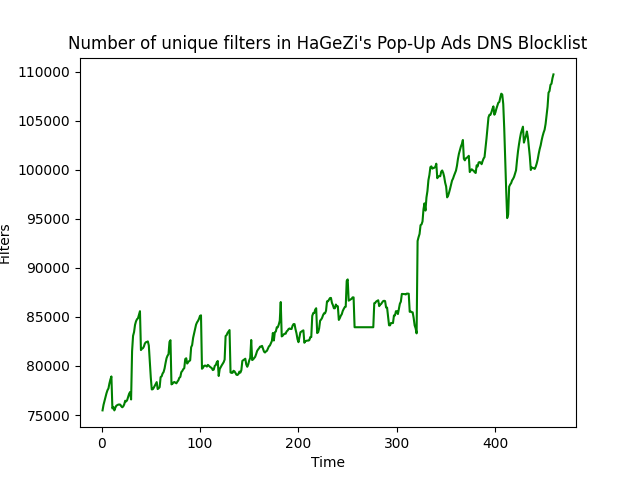 Number of unique filters in HaGeZi's Pop-Up Ads DNS Blocklist
110000
105000
100000
95000
90000
85000
80000
75000
Filters
0 100 200 300 400
Time